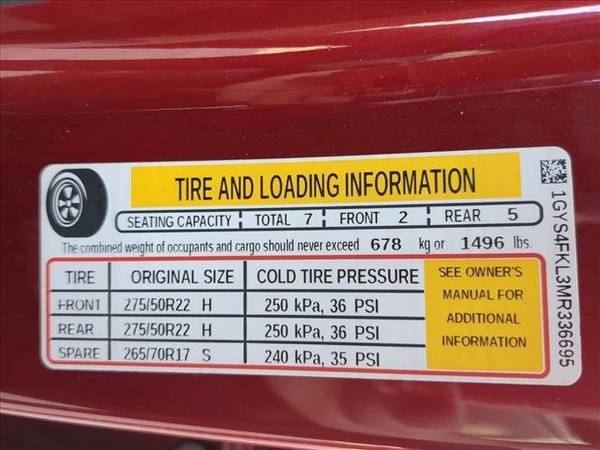 TIRE AND LOADING INFORMATION
SEATING CAPACITY TOTAL 7 FRONT 2 REAR 5
The combined weight of occupants and cargo should never exceed 678 kg or 1496 lbs.
TIRE ORIGINAL SIZE COLD TIRE PRESSURE
FRONT 275/50R22 H 250 kPa, 36 PSI
REAR 275/50R22 H 250 kPa, 36 PSI
SPARE 265/70R17 S 240 kPa, 35 PSI
SEE OWNER'S
MANUAL FOR
ADDITIONAL
INFORMATION
1GYS4FKL3MR336695